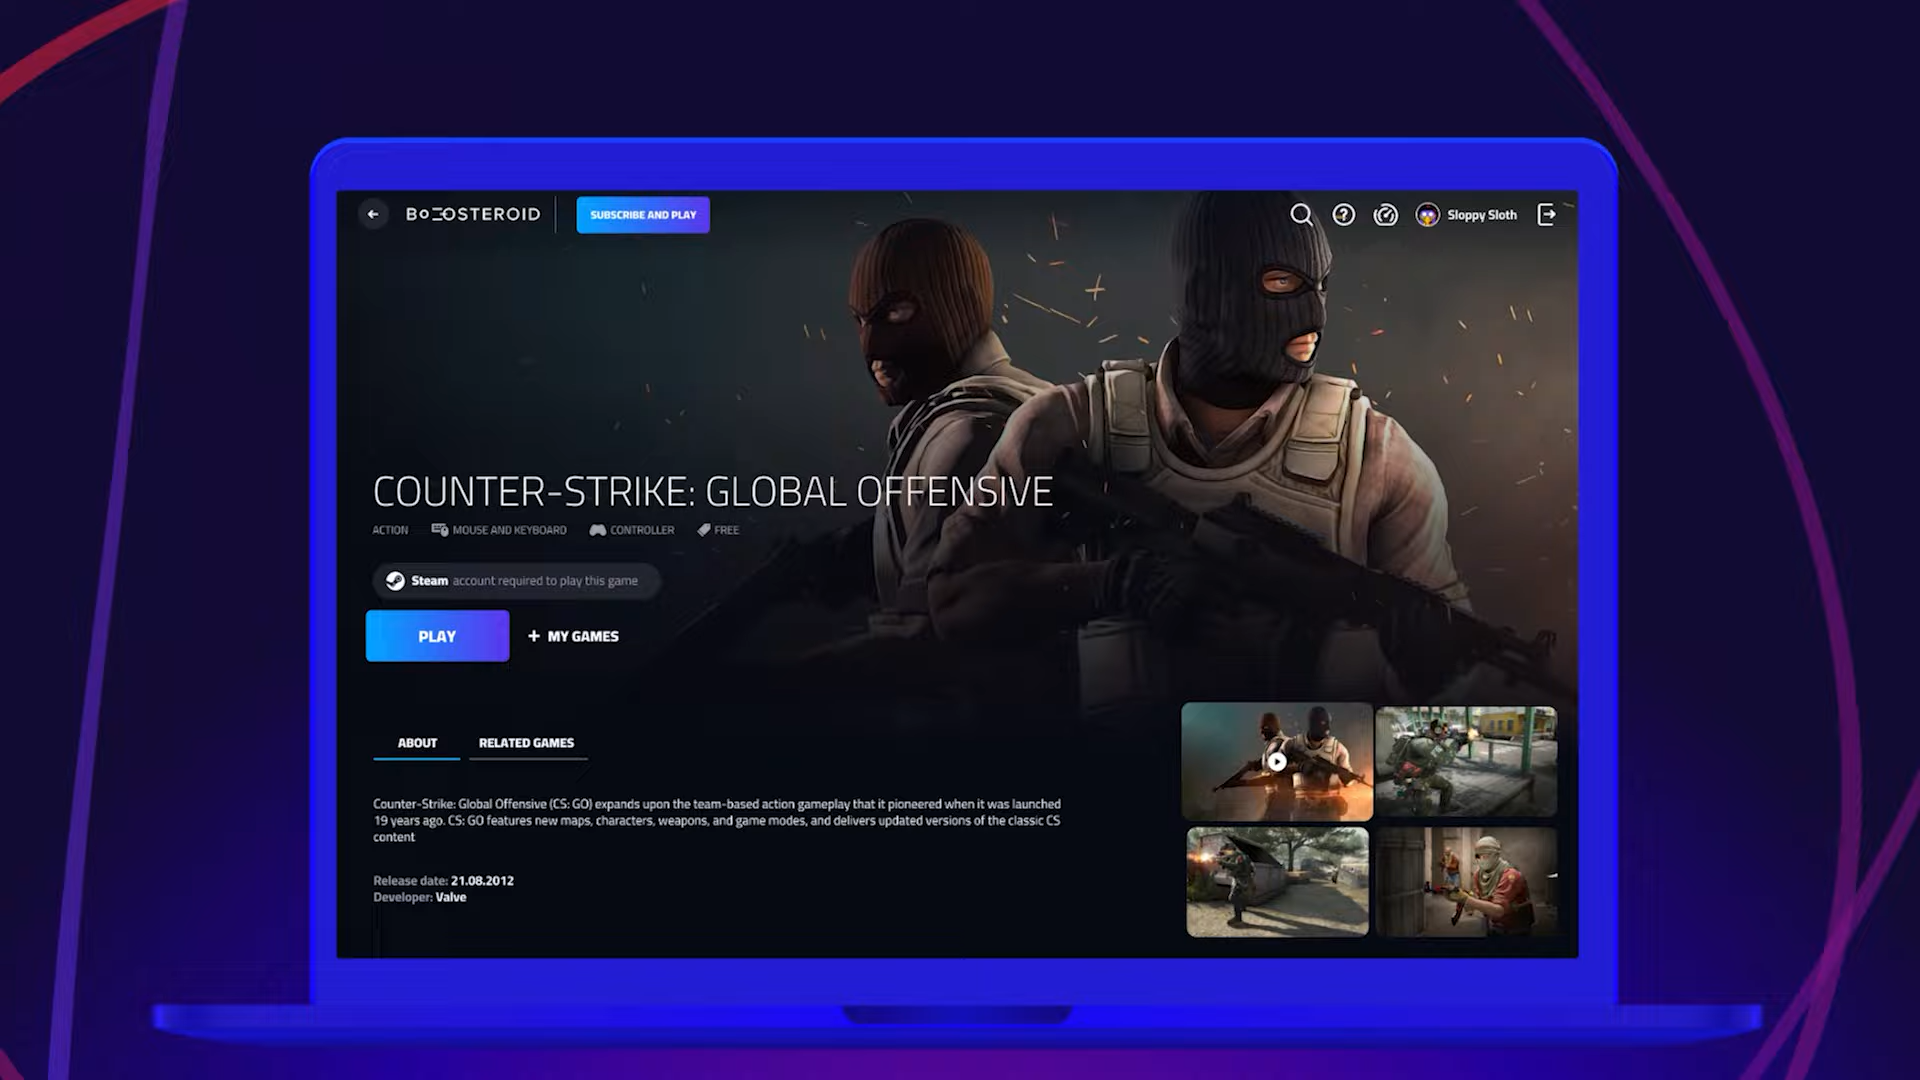 BOOSTEROID
SUBSCRIBE AND PLAY
Sloppy Sloth
COUNTER-STRIKE: GLOBAL OFFENSIVE
ACTION MOUSE AND KEYBOARD CONTROLLER FREE
Steam account required to play this game
PLAY + MY GAMES
ABOUT RELATED GAMES
Counter-Strike: Global Offensive (CS: GO) expands upon the team-based action gameplay that it pioneered when it was launched
19 years ago. CS: GO features new maps, characters, weapons, and game modes, and delivers updated versions of the classic CS
content
Release date: 21.08.2012
Developer: Valve